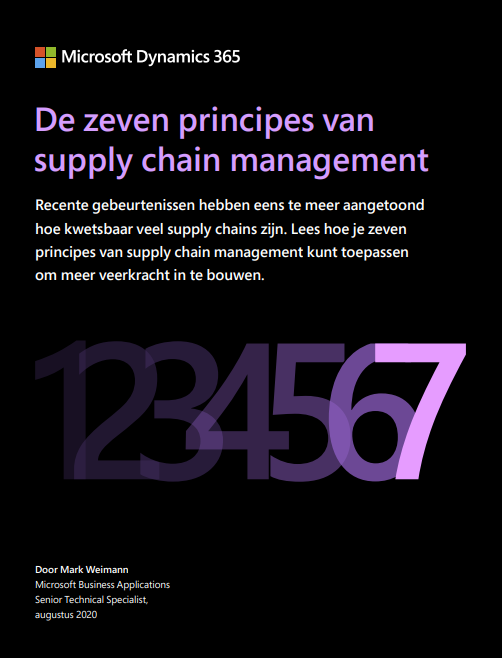 Microsoft Dynamics 365
De zeven principes van
supply chain management
Recente gebeurtenissen hebben eens te meer aangetoond
hoe kwetsbaar veel supply chains zijn. Lees hoe je zeven
principes van supply chain management kunt toepassen
om meer veerkracht in te bouwen.
1234567
Door Mark Weimann
Microsoft Business Applications
Senior Technical Specialist,
augustus 2020